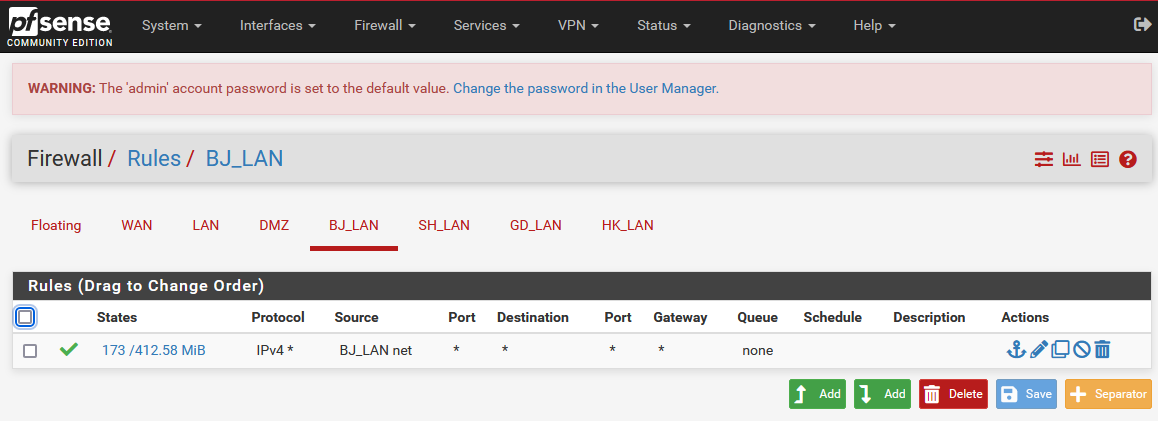 pfsense
COMMUNITY EDITION
System Interfaces Firewall Services VPN Status Diagnostics Help
WARNING: The 'admin' account password is set to the default value. Change the password in the User Manager.
Firewall / Rules / BJ_LAN
Floating WAN LAN DMZ BJ_LAN SH_LAN GD_LAN HK_LAN
Rules (Drag to Change Order)
States Protocol Source Port Destination Port Gateway Queue Schedule Description Actions
173 /412.58 MiB IPv4 * BJ_LAN net * * * * none
Add Add Delete Save Separator